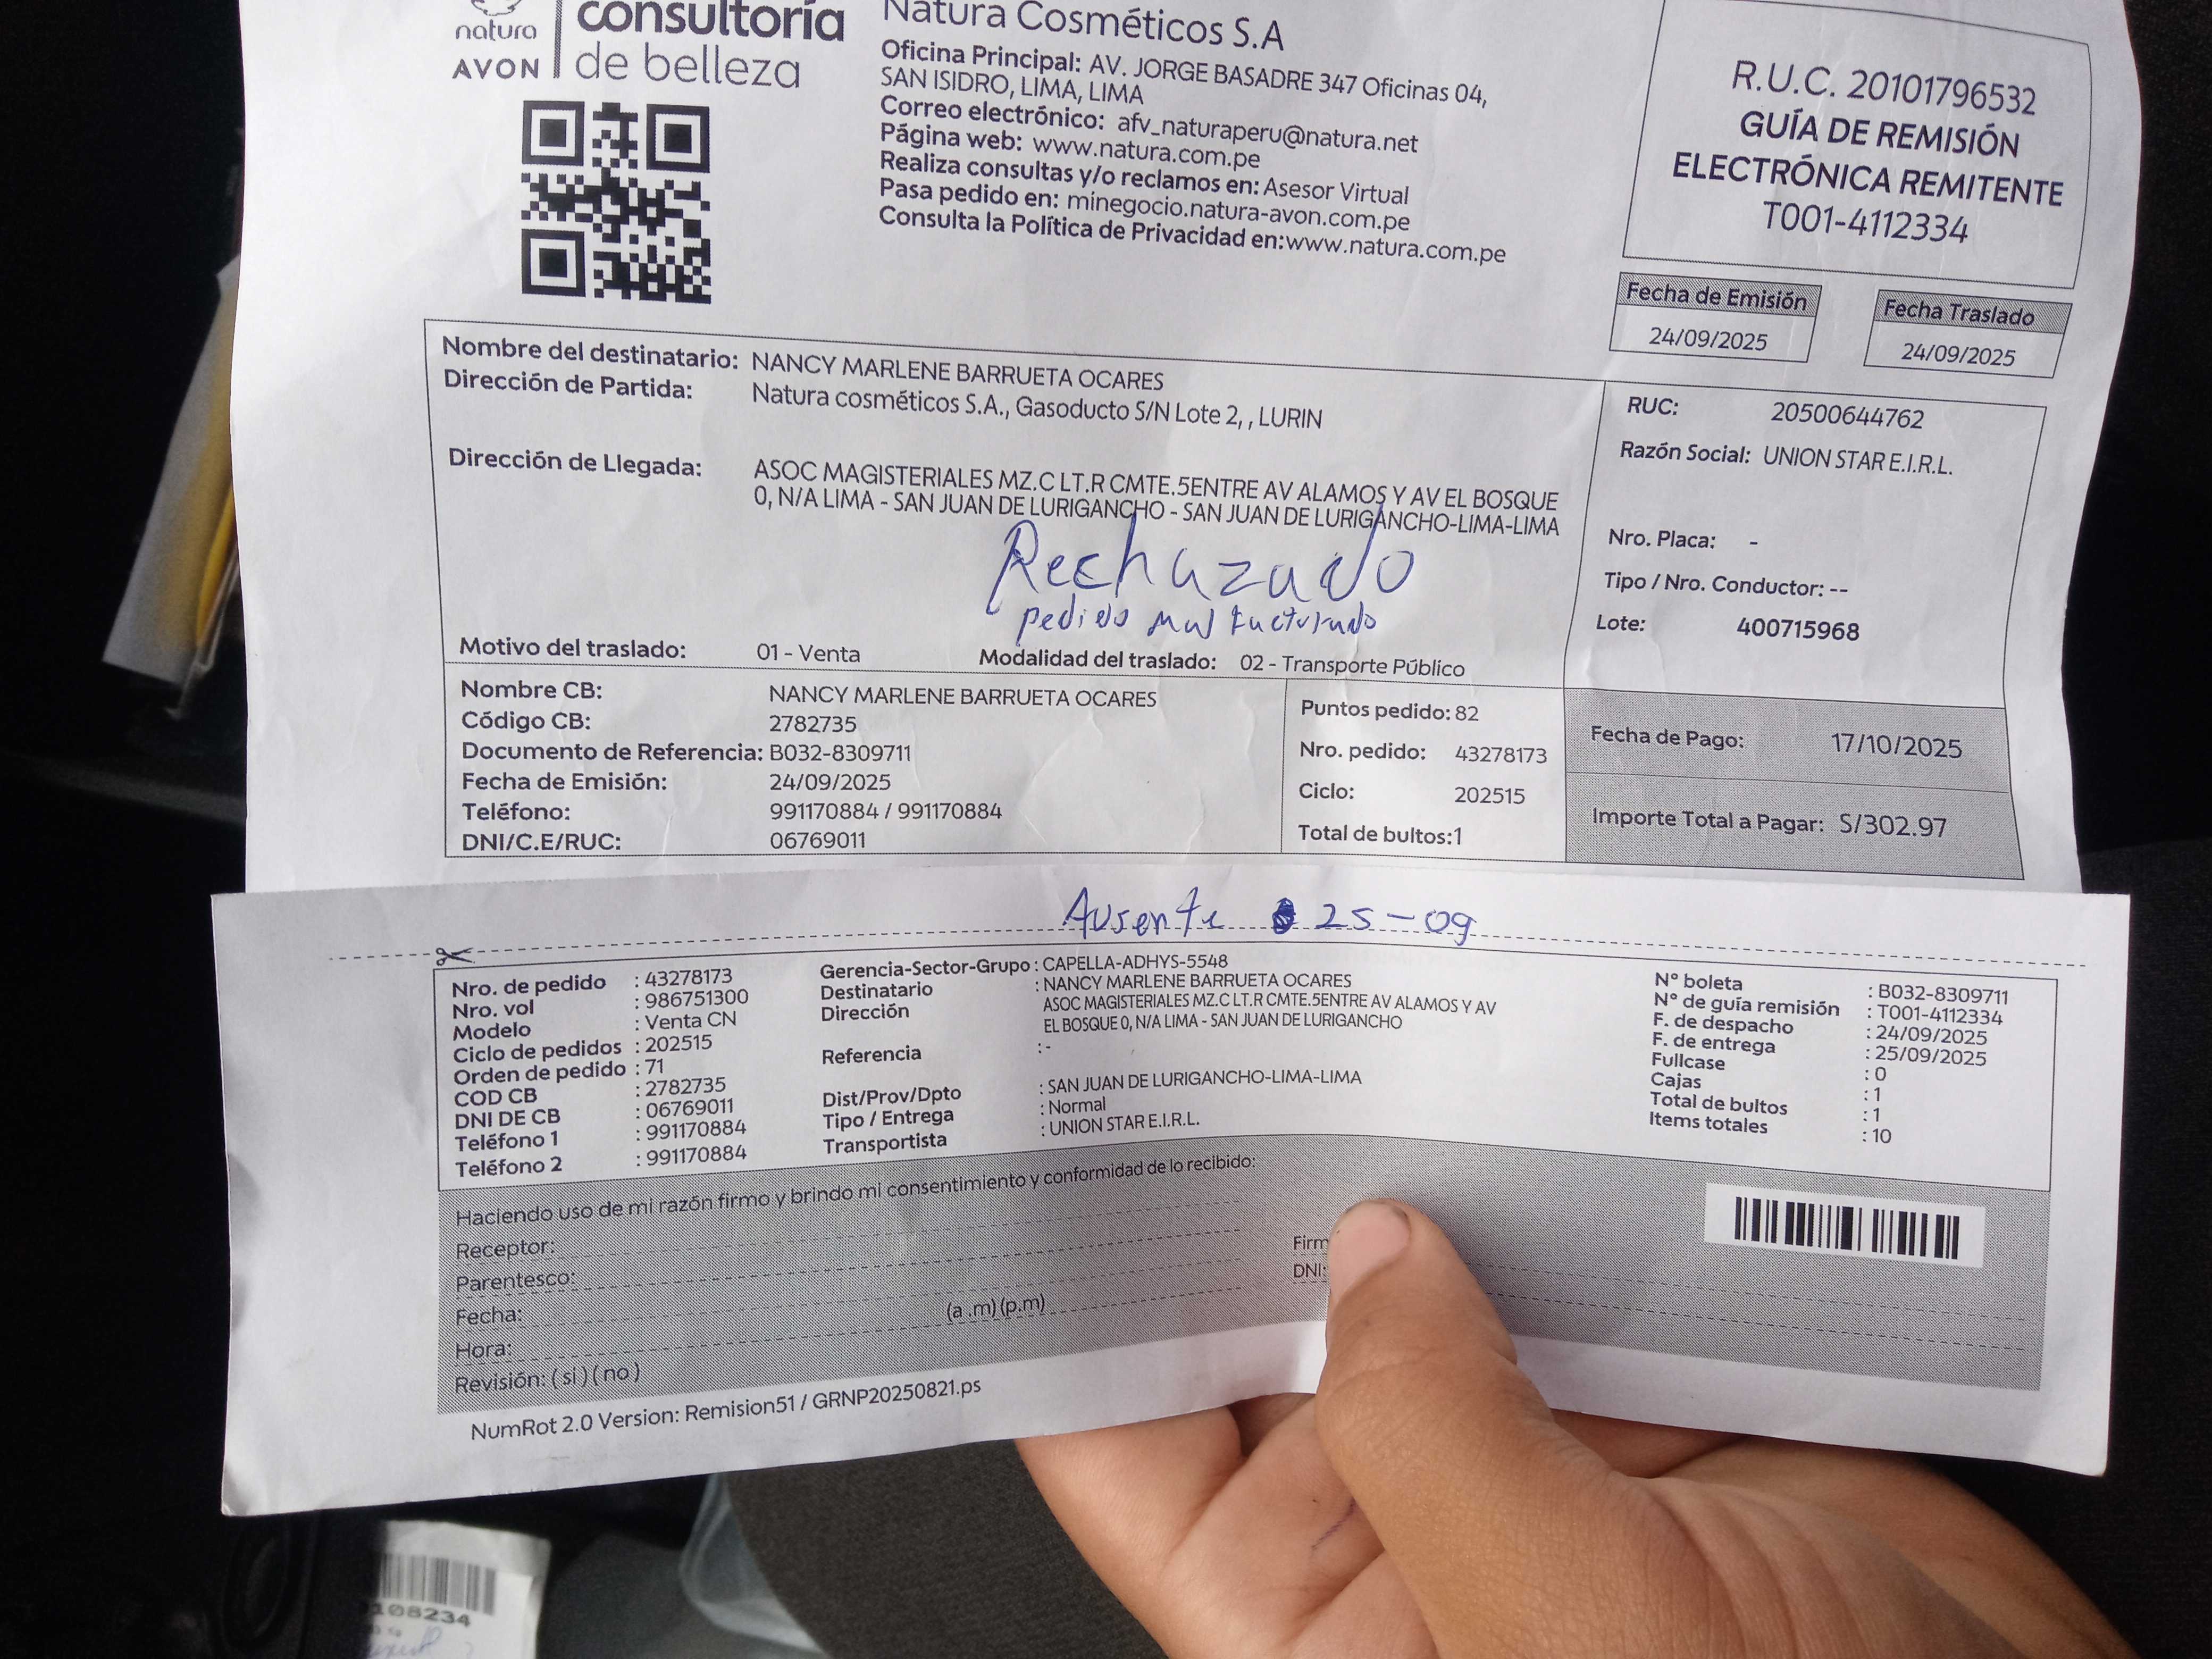 natura
AVON
consultoría
de belleza
Natura Cosméticos S.A
Oficina Principal: AV. JORGE BASADRE 347 Oficinas 04,
SAN ISIDRO, LIMA, LIMA
Correo electrónico: afv_naturaperu@natura.net
Página web: www.natura.com.pe
Realiza consultas y/o reclamos en: Asesor Virtual
Pasa pedido en: minegocio.natura-avon.com.pe
Consulta la Política de Privacidad en:www.natura.com.pe
R.U.C. 20101796532
GUÍA DE REMISIÓN
ELECTRÓNICA REMITENTE
T001-4112334
Fecha de Emisión
24/09/2025
Fecha Traslado
24/09/2025
Nombre del destinatario: NANCY MARLENE BARRUETA OCARES
Dirección de Partida: Natura cosméticos S.A., Gasoducto S/N Lote 2, , LURIN
Dirección de Llegada: ASOC MAGISTERIALES MZ.C LT.R CMTE.5ENTRE AV ALAMOS Y AV EL BOSQUE
0, N/A LIMA - SAN JUAN DE LURIGANCHO - SAN JUAN DE LURIGANCHO-LIMA-LIMA
Rechazado
pedido mal facturado
Motivo del traslado: 01 - Venta Modalidad del traslado: 02 - Transporte Público
RUC: 20500644762
Razón Social: UNION STAR E.I.R.L.
Nro. Placa: -
Tipo / Nro. Conductor: --
Lote: 400715968
Nombre CB: NANCY MARLENE BARRUETA OCARES
Código CB: 2782735
Documento de Referencia: B032-8309711
Fecha de Emisión: 24/09/2025
Teléfono: 991170884 / 991170884
DNI/C.E/RUC: 06769011
Puntos pedido: 82
Nro. pedido: 43278173
Ciclo: 202515
Total de bultos:1
Fecha de Pago: 17/10/2025
Importe Total a Pagar: S/302.97
Ausente 25-09
Nro. de pedido : 43278173
Nro. vol : 986751300
Modelo : Venta CN
Ciclo de pedidos : 202515
Orden de pedido : 71
COD CB : 2782735
DNI DE CB : 06769011
Teléfono 1 : 991170884
Teléfono 2 : 991170884
Gerencia-Sector-Grupo : CAPELLA-ADHYS-5548
Destinatario : NANCY MARLENE BARRUETA OCARES
Dirección ASOC MAGISTERIALES MZ.C LT.R CMTE.5ENTRE AV ALAMOS Y AV
EL BOSQUE 0, N/A LIMA - SAN JUAN DE LURIGANCHO
Referencia : -
Dist/Prov/Dpto : SAN JUAN DE LURIGANCHO-LIMA-LIMA
Tipo / Entrega : Normal
Transportista : UNION STAR E.I.R.L.
N° boleta : B032-8309711
N° de guía remisión : T001-4112334
F. de despacho : 24/09/2025
F. de entrega : 25/09/2025
Fullcase : 0
Cajas : 1
Total de bultos : 1
Items totales : 10
Haciendo uso de mi razón firmo y brindo mi consentimiento y conformidad de lo recibido:
Receptor:
Parentesco:
Fecha:
Hora: (a .m) (p.m)
Revisión: ( si ) ( no )
Firm
DNI:
NumRot 2.0 Version: Remision51 / GRNP20250821.ps
108234